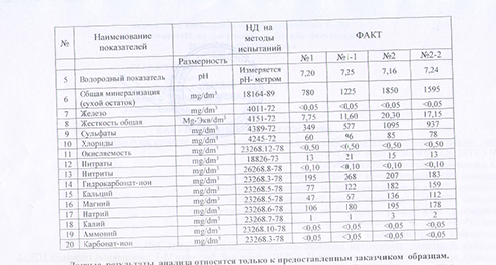 № Наименование показателей Размерность НД на методы испытаний ФАКТ
№1 №1-1 №2 №2-2
5 Водородный показатель pH Измеряется pH- метром 7,20 7,25 7,16 7,24
6 Общая минерализация (сухой остаток) mg/dm³ 18164-89 780 1225 1850 1595
7 Железо mg/dm³ 4011-72 <0,05 <0,05 <0,05 <0,05
8 Жесткость общая Mg-Экв/dm³ 4151-72 7,75 11,60 20,30 17,15
9 Сульфаты mg/dm³ 4389-72 349 577 1095 937
10 Хлориды mg/dm³ 4245-72 60 96 85 78
11 Окисляемость mg/dm³ 23268.12-78 <0,50 <0,50 <0,50 <0,50
12 Нитраты mg/dm³ 18826-73 13 21 15 13
13 Нитриты mg/dm³ 26268.8-78 <0,10 <0,10 <0,10 <0,10
14 Гидрокарбонат-ион mg/dm³ 23268.3-78 195 268 207 183
15 Кальций mg/dm³ 23268.5-78 77 122 182 159
16 Магний mg/dm³ 23268.5-78 47 67 136 112
17 Натрий mg/dm³ 23268.6-78 106 180 195 178
18 Калий mg/dm³ 23268.7-78 1 1 3 2
19 Аммоний mg/dm³ 23268.10-78 <0,05 <0,05 <0,05 <0,05
20 Карбонат-ион mg/dm³ 23268.3-78 <0,05 <0,05 <0,05 <0,05
результаты анализа относятся только к предоставленным заказчиком образцам.